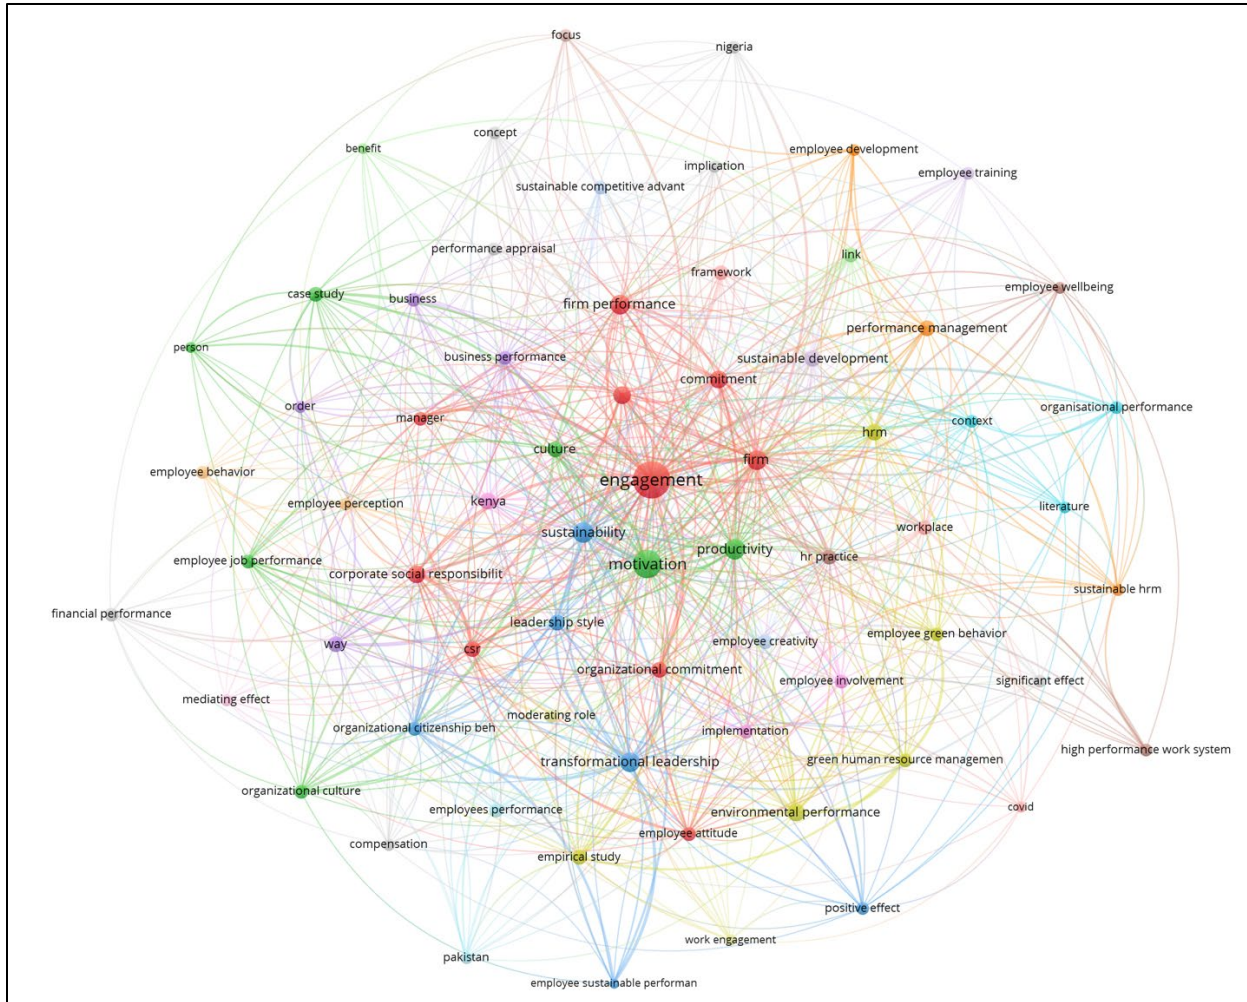 focus
nigeria
concept
benefit
employee development
implication
employee training
sustainable competitive advant
performance appraisal
link
framework
employee wellbeing
case study
business
firm performance
performance management
person
business performance
sustainable development
commitment
order
manager
organisational performance
context
hrm
culture
firm
employee behavior
engagement
employee perception
kenya
literature
sustainability
workplace
productivity
hr practice
employee job performance
motivation
corporate social responsibilit
sustainable hrm
financial performance
leadership style
employee green behavior
way
csr
employee creativity
organizational commitment
employee involvement
significant effect
mediating effect
moderating role
organizational citizenship beh
implementation
high performance work system
transformational leadership
green human resource managemen
organizational culture
employees performance
environmental performance
covid
employee attitude
compensation
empirical study
positive effect
work engagement
pakistan
employee sustainable performan